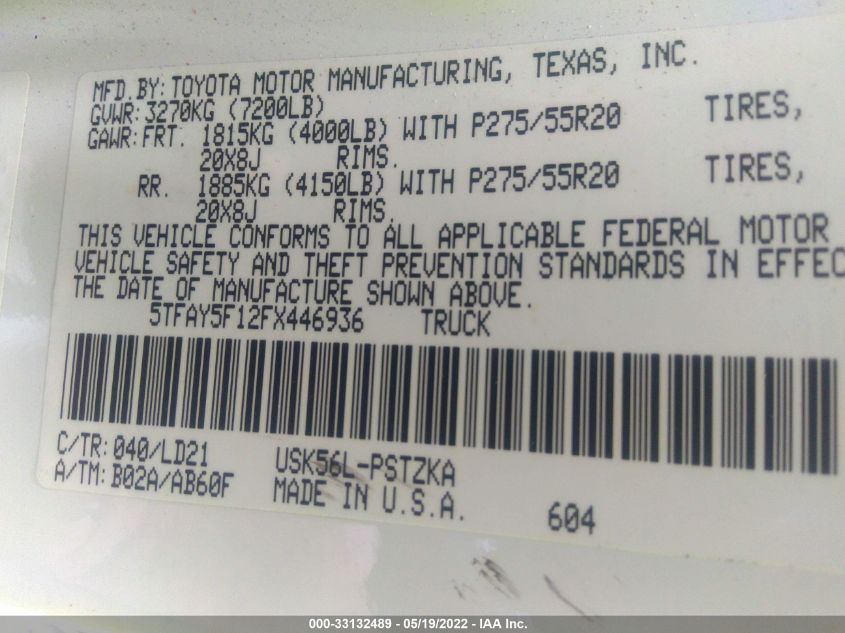 MFD. BY: TOYOTA MOTOR MANUFACTURING, TEXAS, INC.
GVWR: 3270KG (7200LB)
GAWR: FRT. 1815KG (4000LB) WITH P275/55R20 TIRES,
20X8J RIMS.
RR. 1885KG (4150LB) WITH P275/55R20 TIRES,
20X8J RIMS.
THIS VEHICLE CONFORMS TO ALL APPLICABLE FEDERAL MOTOR
VEHICLE SAFETY AND THEFT PREVENTION STANDARDS IN EFFEC
THE DATE OF MANUFACTURE SHOWN ABOVE.
5TFAY5F12FX446936 TRUCK
C/TR: 040/LD21 USK56L-PSTZKA
A/TM: B02A/AB60F MADE IN U.S.A. 604
000-33132489 - 05/19/2022 - IAA Inc.